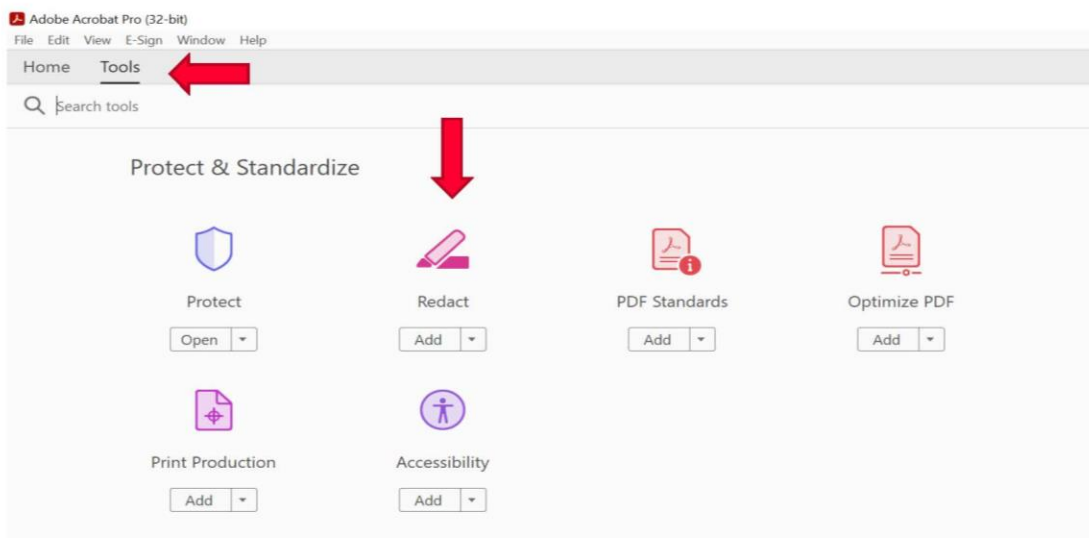 Adobe Acrobat Pro (32-bit)
File Edit View E-Sign Window Help
Home Tools
Search tools
Protect & Standardize
Protect Redact PDF Standards Optimize PDF
Open Add Add Add
Print Production Accessibility
Add Add